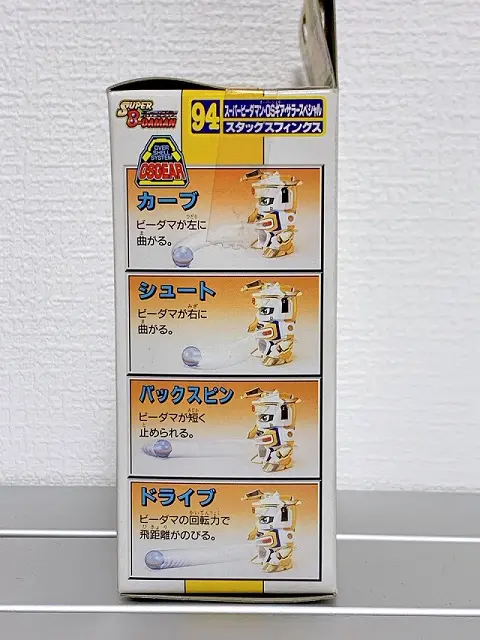 SUPER
B-DAMAN
94
スーパービーダマン・OSギア・ザラースペシャル
スタッグスフィンクス
OVER
SHELL
SYSTEM
OSGEAR
カーブ
ビーダマが左に
曲がる。
シュート
ビーダマが右に
曲がる。
バックスピン
ビーダマが短く
止められる。
ドライブ
ビーダマの回転力で
飛距離がのびる。